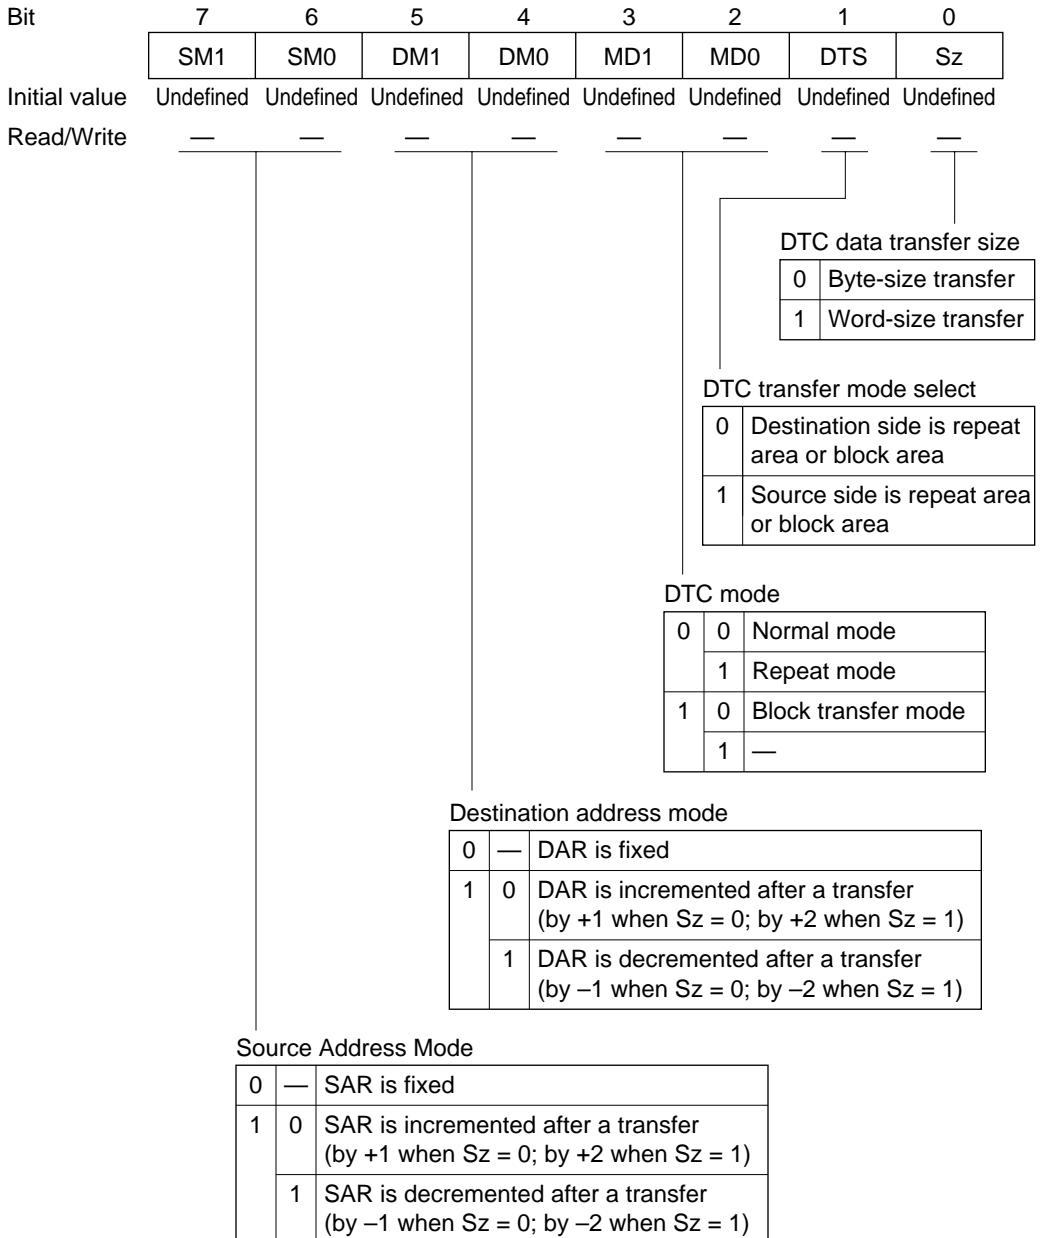 Bit 7 6 5 4 3 2 1 0
SM1 SM0 DM1 DM0 MD1 MD0 DTS Sz
Initial value Undefined Undefined Undefined Undefined Undefined Undefined Undefined Undefined
Read/Write — — — — — — — —
DTC data transfer size
0 Byte-size transfer
1 Word-size transfer
DTC transfer mode select
0 Destination side is repeat
area or block area
1 Source side is repeat area
or block area
DTC mode
0 0 Normal mode
1 Repeat mode
1 0 Block transfer mode
1 —
Destination address mode
0 — DAR is fixed
1 0 DAR is incremented after a transfer
(by +1 when Sz = 0; by +2 when Sz = 1)
1 DAR is decremented after a transfer
(by –1 when Sz = 0; by –2 when Sz = 1)
Source Address Mode
0 — SAR is fixed
1 0 SAR is incremented after a transfer
(by +1 when Sz = 0; by +2 when Sz = 1)
1 SAR is decremented after a transfer
(by –1 when Sz = 0; by –2 when Sz = 1)